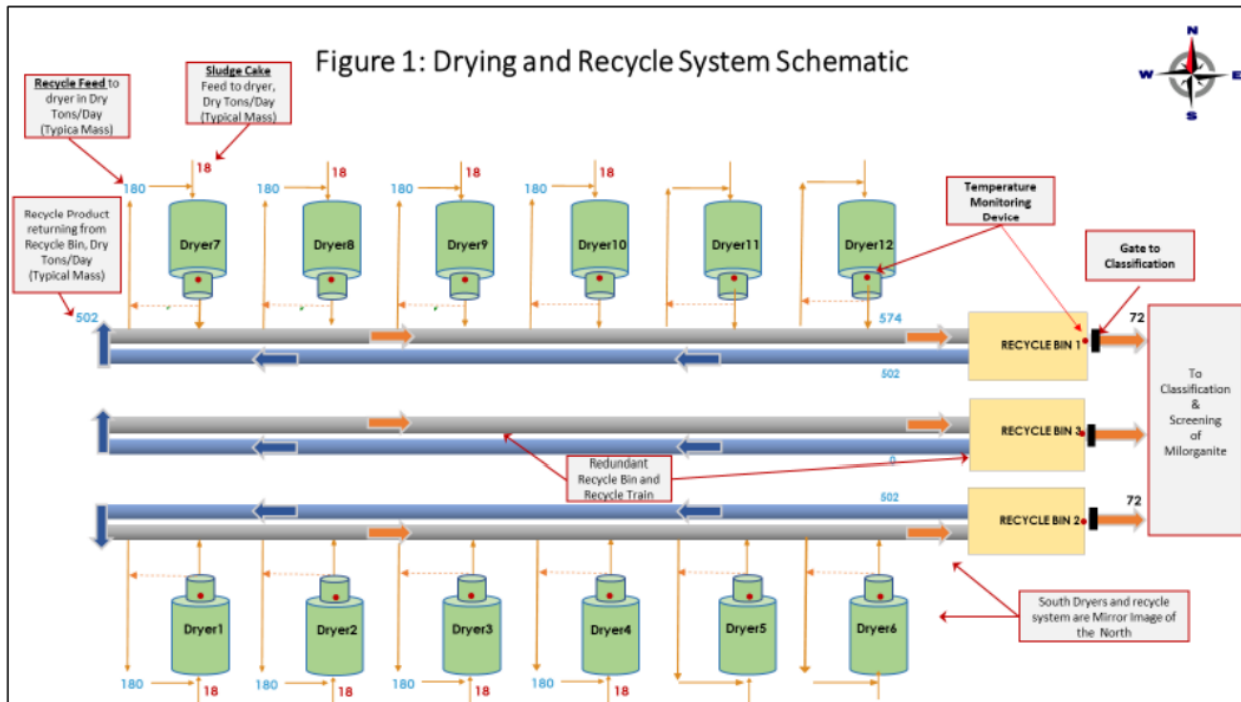 Figure 1: Drying and Recycle System Schematic
N
W
E
S
Recycle Feed to
dryer in Dry
Tons/Day
(Typica Mass)
Sludge Cake
Feed to dryer,
Dry Tons/Day
(Typical Mass)
18
18
18
18
180
180
180
180
Temperature
Monitoring
Device
Recycle Product
returning from
Recycle Bin, Dry
Tons/Day
(Typical Mass)
Dryer7
Dryer8
Dryer9
Dryer10
Dryer11
Dryer12
Gate to
Classification
502
574
72
RECYCLE BIN 1
502
To
Classification
&
Screening
of
Milorganite
RECYCLE BIN 3
0
Redundant
Recycle Bin and
Recycle Train
502
72
RECYCLE BIN 2
Dryer1
Dryer2
Dryer3
Dryer4
Dryer5
Dryer6
South Dryers and recycle
system are Mirror Image of
the North
180
18
180
18
180
18
180
18